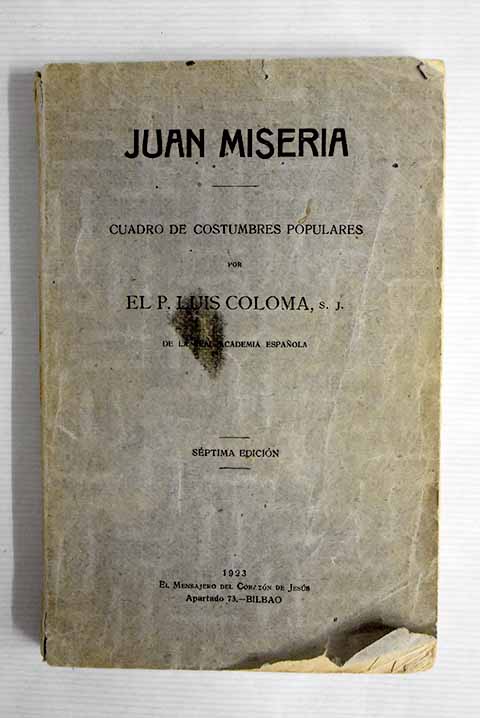 JUAN MISERIA
CUADRO DE COSTUMBRES POPULARES
POR
EL P. LUIS COLOMA, S. J.
DE LA REAL ACADEMIA ESPAÑOLA
SÉPTIMA EDICIÓN
1923
EL MENSAJERO DEL CORAZÓN DE JESÚS
Apartado 73.—BILBAO